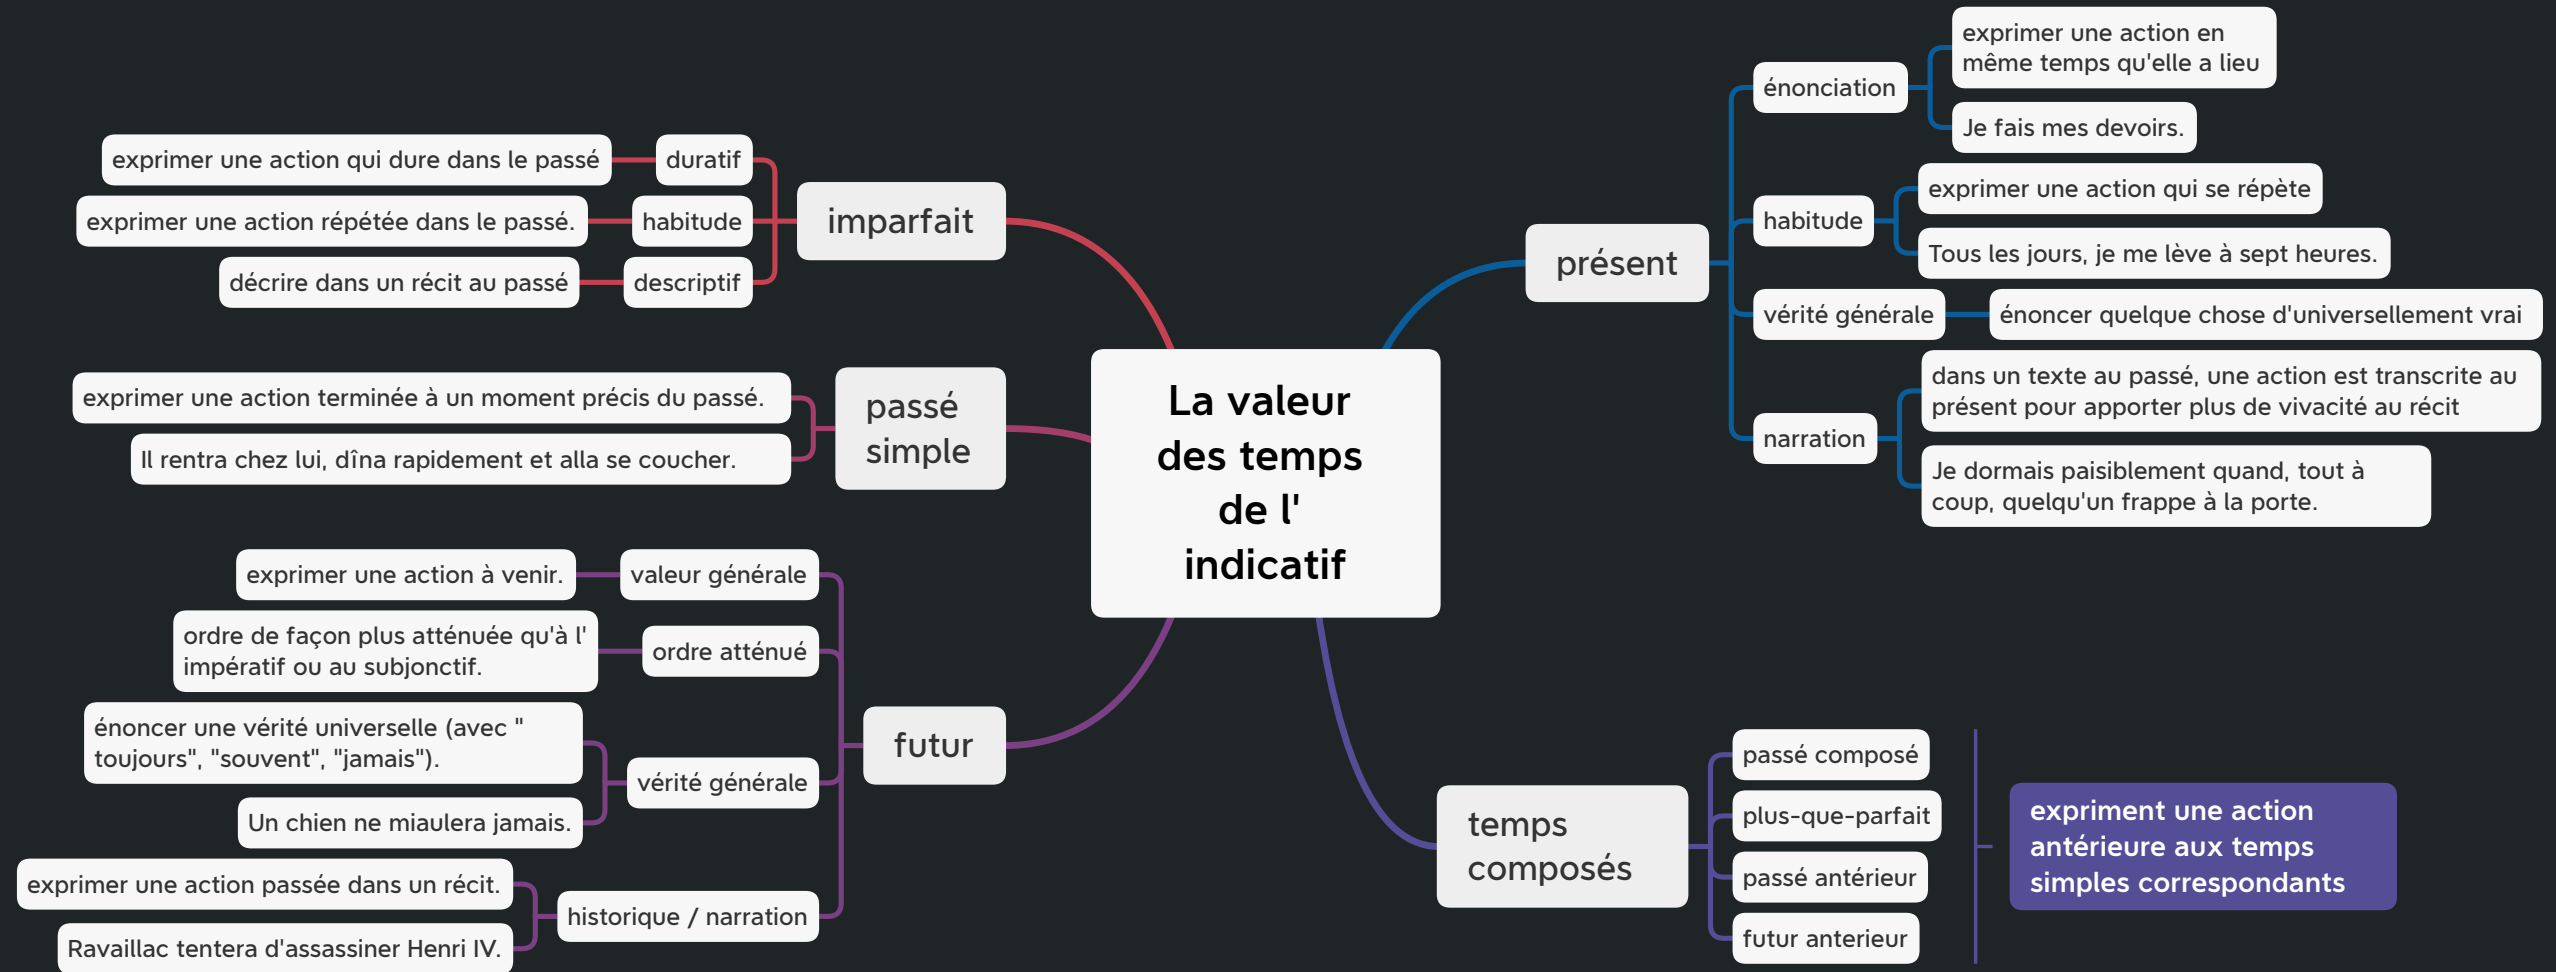 La valeur
des temps
de l'
indicatif
imparfait
duratif
exprimer une action qui dure dans le passé
habitude
exprimer une action répétée dans le passé.
descriptif
décrire dans un récit au passé
passé
simple
exprimer une action terminée à un moment précis du passé.
Il rentra chez lui, dîna rapidement et alla se coucher.
futur
valeur générale
exprimer une action à venir.
ordre atténué
ordre de façon plus atténuée qu'à l'
impératif ou au subjonctif.
vérité générale
énoncer une vérité universelle (avec "
toujours", "souvent", "jamais").
Un chien ne miaulera jamais.
historique / narration
exprimer une action passée dans un récit.
Ravaillac tentera d'assassiner Henri IV.
présent
énonciation
exprimer une action en
même temps qu'elle a lieu
Je fais mes devoirs.
habitude
exprimer une action qui se répète
Tous les jours, je me lève à sept heures.
vérité générale
énoncer quelque chose d'universellement vrai
narration
dans un texte au passé, une action est transcrite au
présent pour apporter plus de vivacité au récit
Je dormais paisiblement quand, tout à
coup, quelqu'un frappe à la porte.
temps
composés
passé composé
plus-que-parfait
passé antérieur
futur anterieur
expriment une action
antérieure aux temps
simples correspondants